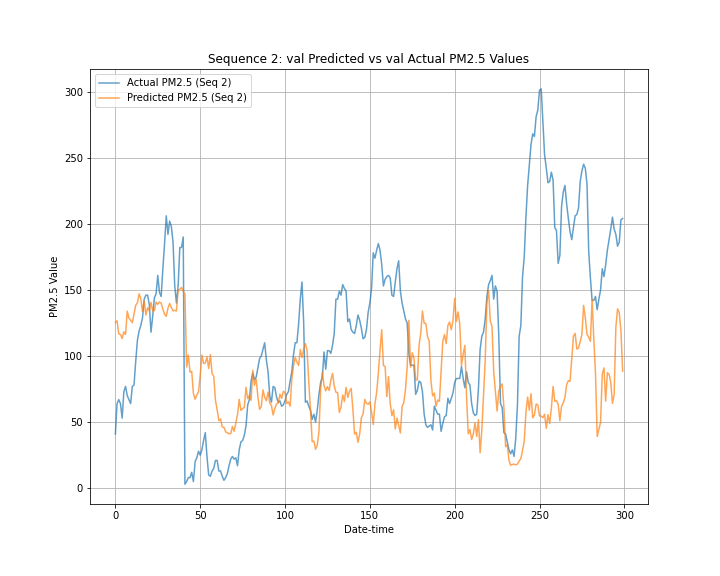 Sequence 2: val Predicted vs val Actual PM2.5 Values
Actual PM2.5 (Seq 2)
Predicted PM2.5 (Seq 2)
PM2.5 Value
300
250
200
150
100
50
0
0 50 100 150 200 250 300
Date-time